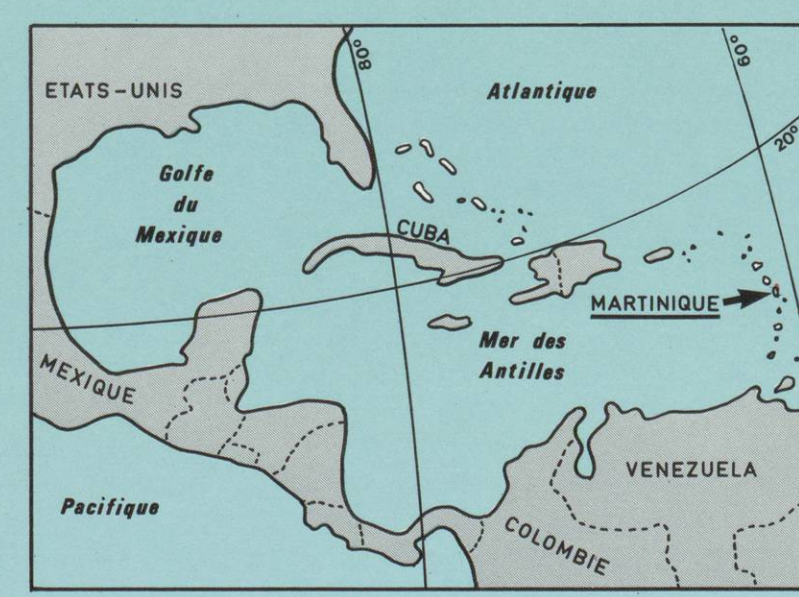 80°
60°
ETATS-UNIS
Atlantique
20°
Golfe
du
Mexique
CUBA
MARTINIQUE
Mer des
Antilles
MEXIQUE
VENEZUELA
Pacifique
COLOMBIE